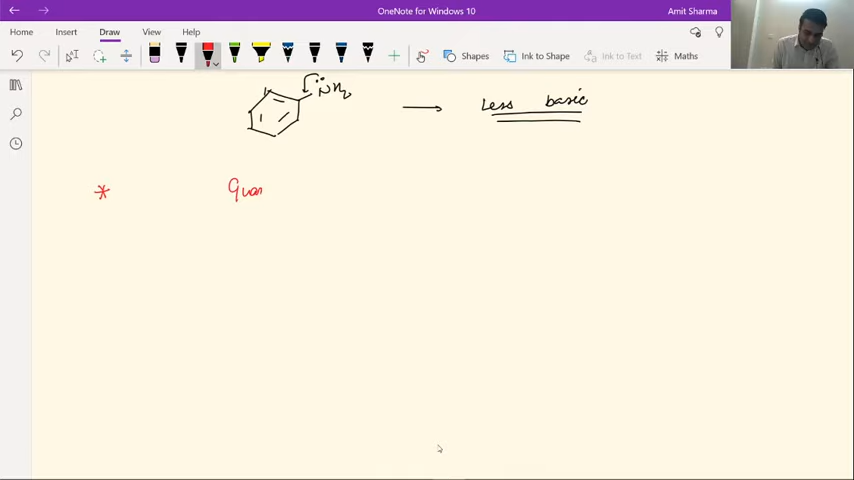 OneNote for Windows 10
Amit Sharma
Home Insert Draw View Help
Shapes Ink to Shape Ink to Text Maths
NH₂
Less basic
* Guan